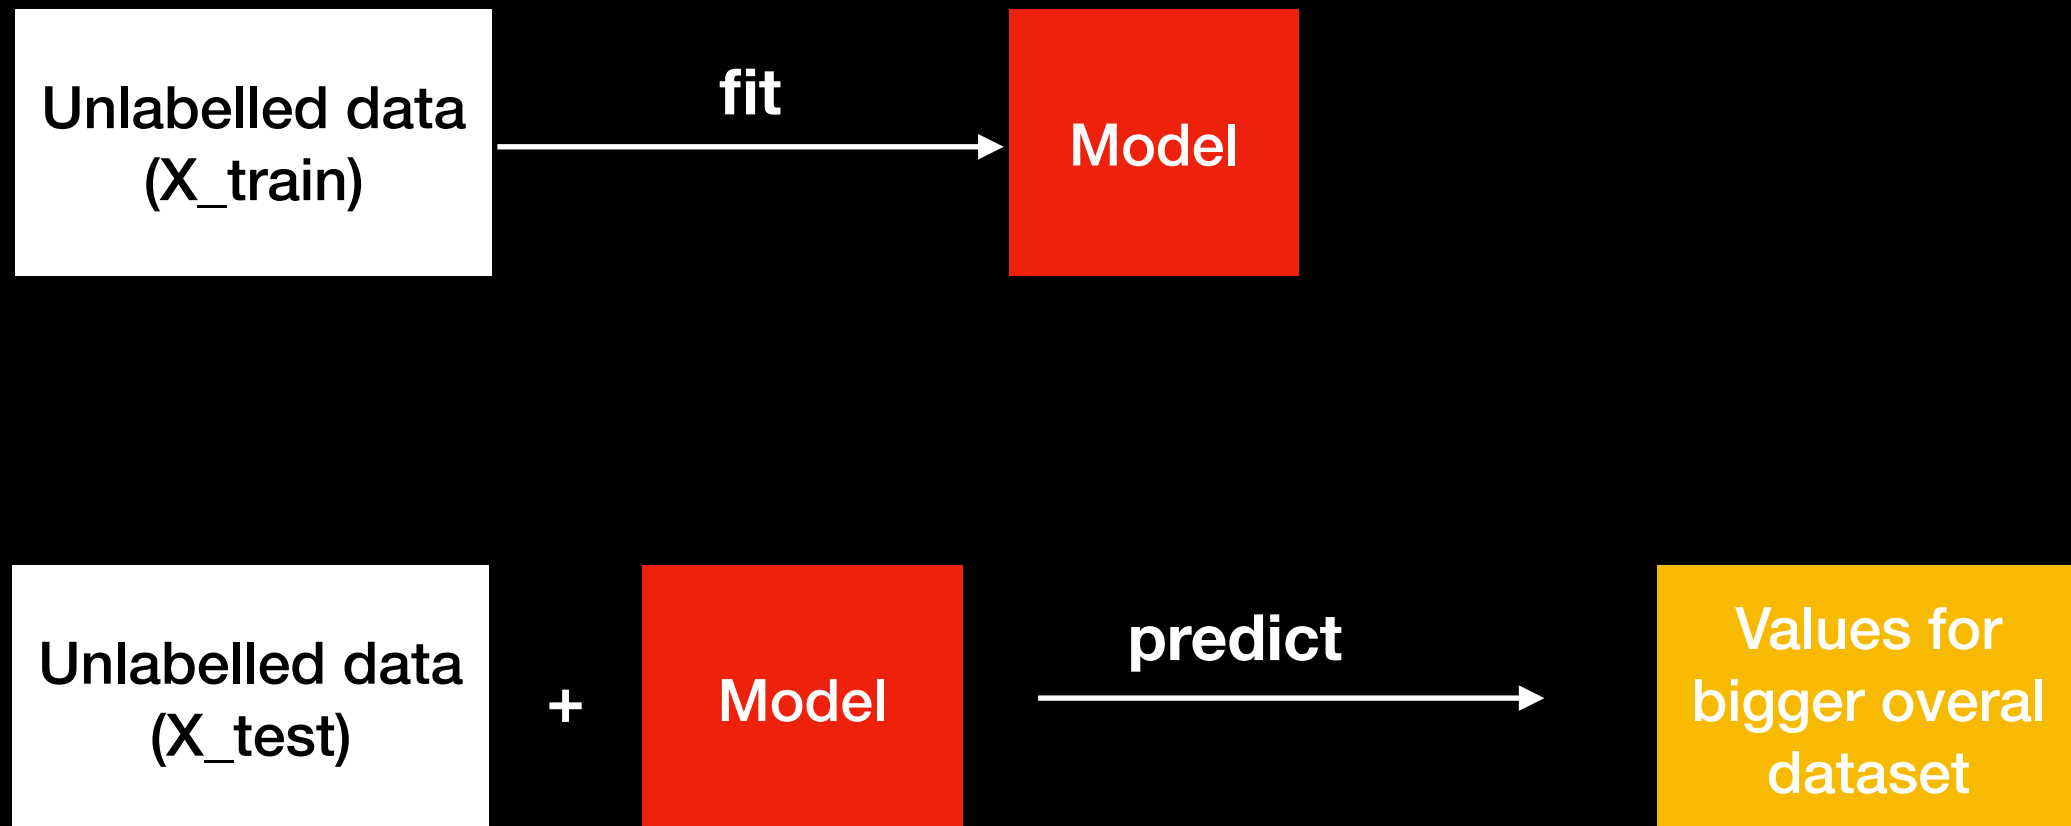 Unlabelled data
(X_train)
fit
Model
Unlabelled data
(X_test)
+
Model
predict
Values for
bigger overal
dataset